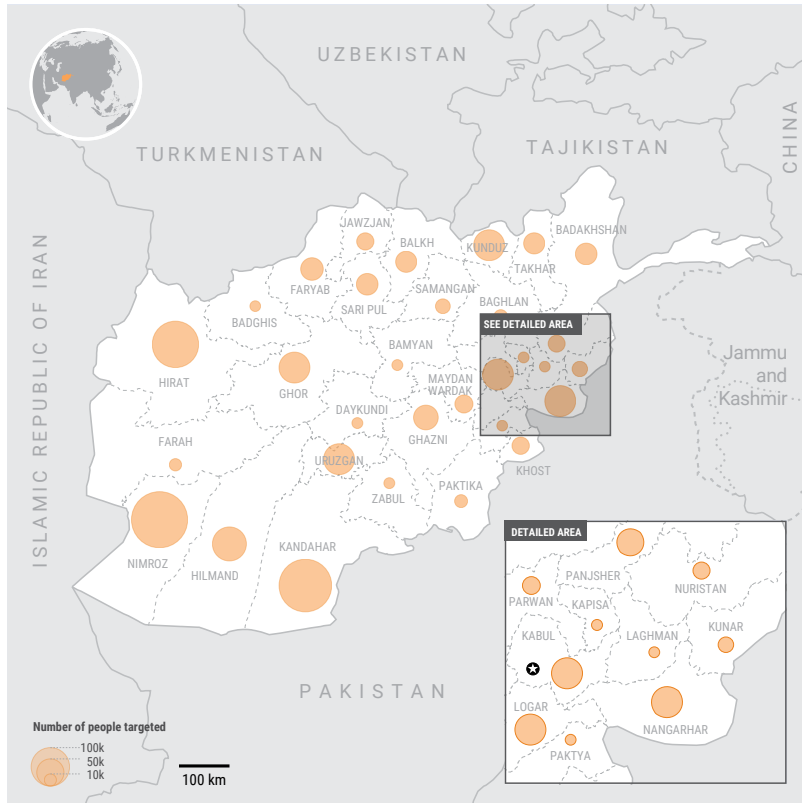 UZBEKISTAN
TAJIKISTAN
CHINA
TURKMENISTAN
ISLAMIC REPUBLIC OF IRAN
JAWZJAN
BALKH
KUNDUZ
BADAKHSHAN
TAKHAR
FARYAB
SARI PUL
SAMANGAN
BAGHLAN
BADGHIS
SEE DETAILED AREA
BAMYAN
HIRAT
GHOR
MAYDAN
WARDAK
Jammu
and
Kashmir
DAYKUNDI
GHAZNI
FARAH
URUZGAN
KHOST
ZABUL
PAKTIKA
NIMROZ
HILMAND
KANDAHAR
DETAILED AREA
PANJSHER
NURISTAN
PARWAN
KAPISA
KABUL
LAGHMAN
KUNAR
LOGAR
NANGARHAR
PAKTYA
PAKISTAN
Number of people targeted
100k
50k
10k
100 km